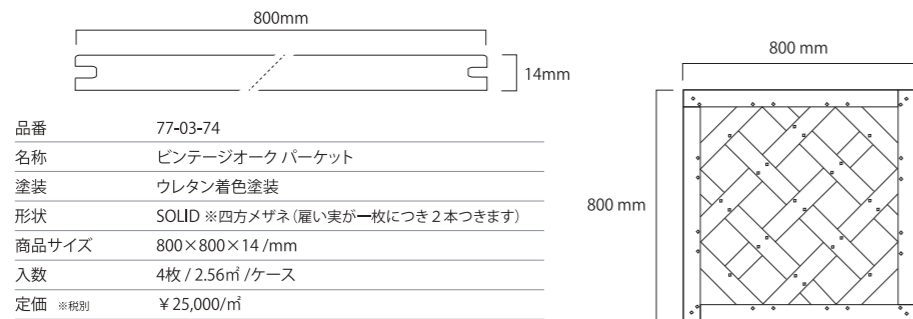 800mm
14mm
800 mm
800 mm
品番 77-03-74
名称 ビンテージオーク パーケット
塗装 ウレタン着色塗装
形状 SOLID ※四方メザネ（雇い実が一枚につき２本つきます）
商品サイズ 800×800×14 /mm
入数 4枚 / 2.56㎡ /ケース
定価 ※税別 ￥25,000/㎡